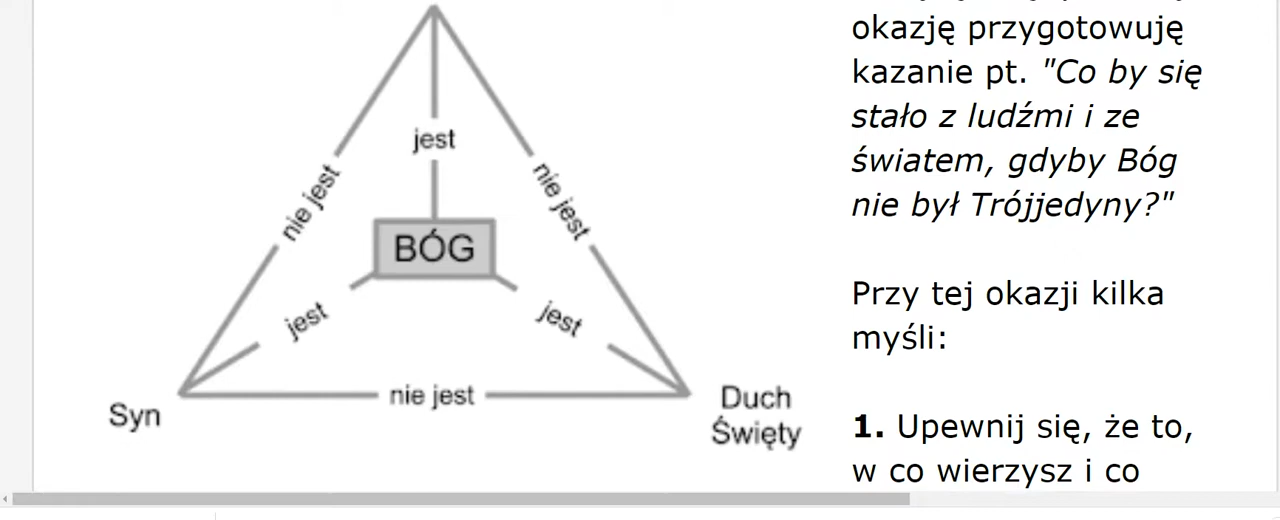 jest
nie jest
nie jest
BÓG
jest
jest
nie jest
Syn
Duch
Święty
okazję przygotowuję
kazanie pt. "Co by się
stało z ludźmi i ze
światem, gdyby Bóg
nie był Trójjedyny?"
Przy tej okazji kilka
myśli:
1. Upewnij się, że to,
w co wierzysz i co